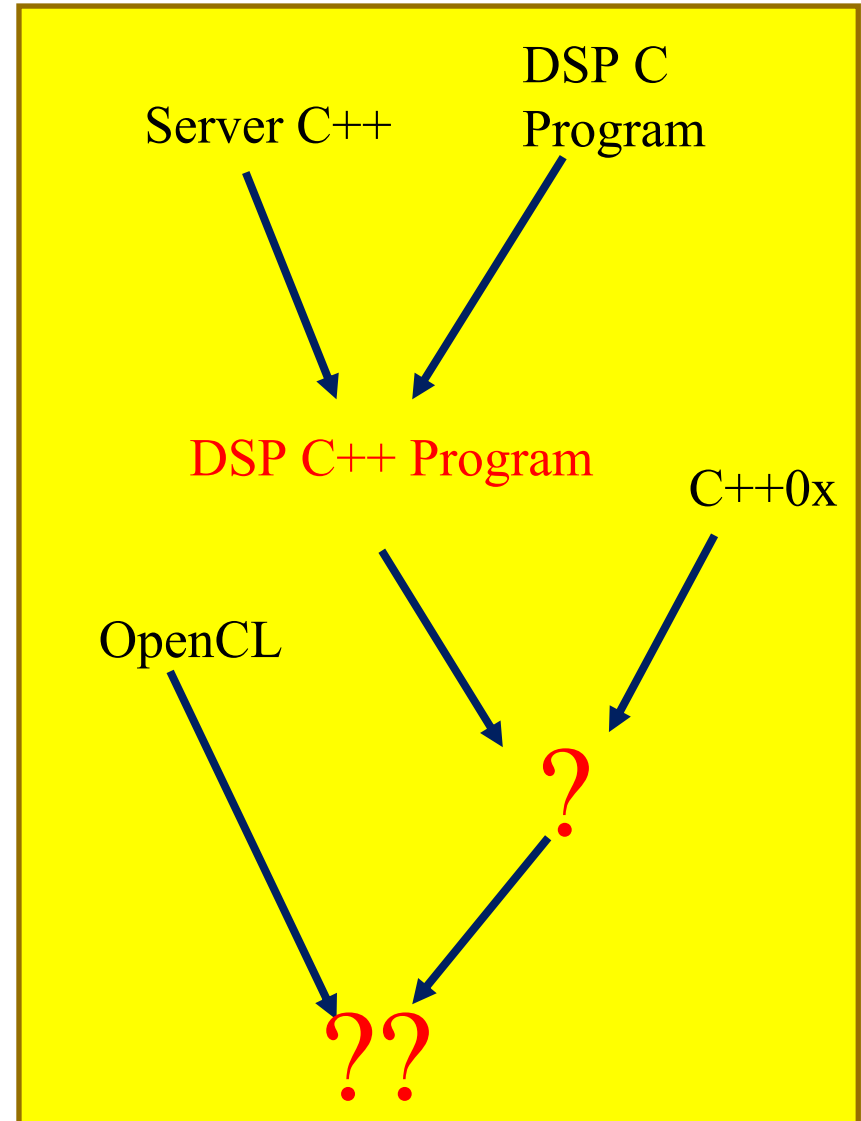 DSP C
Program
Server C++
DSP C++ Program
C++0x
OpenCL
?
??